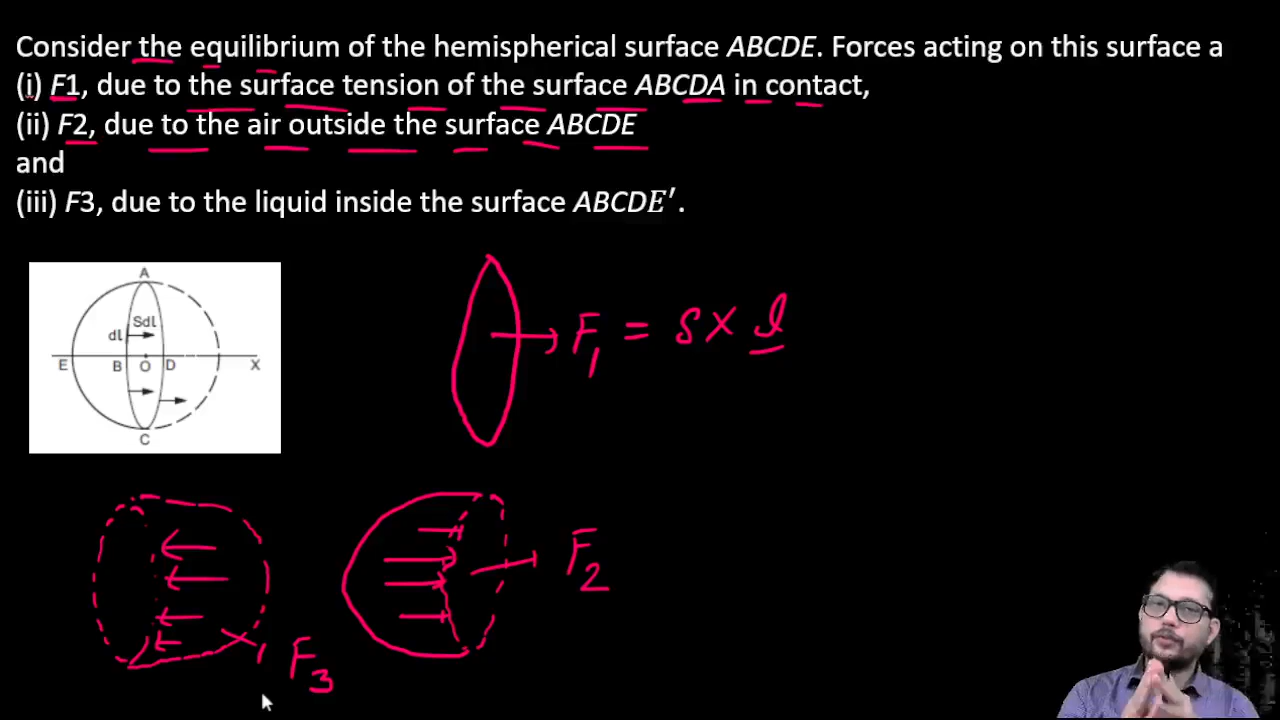 Consider the equilibrium of the hemispherical surface ABCDE. Forces acting on this surface a
(i) F1, due to the surface tension of the surface ABCDA in contact,
(ii) F2, due to the air outside the surface ABCDE
and
(iii) F3, due to the liquid inside the surface ABCDE′.
A
Sdl
dl
E B O D X
C
F₁ = S X l
F₂
F₃